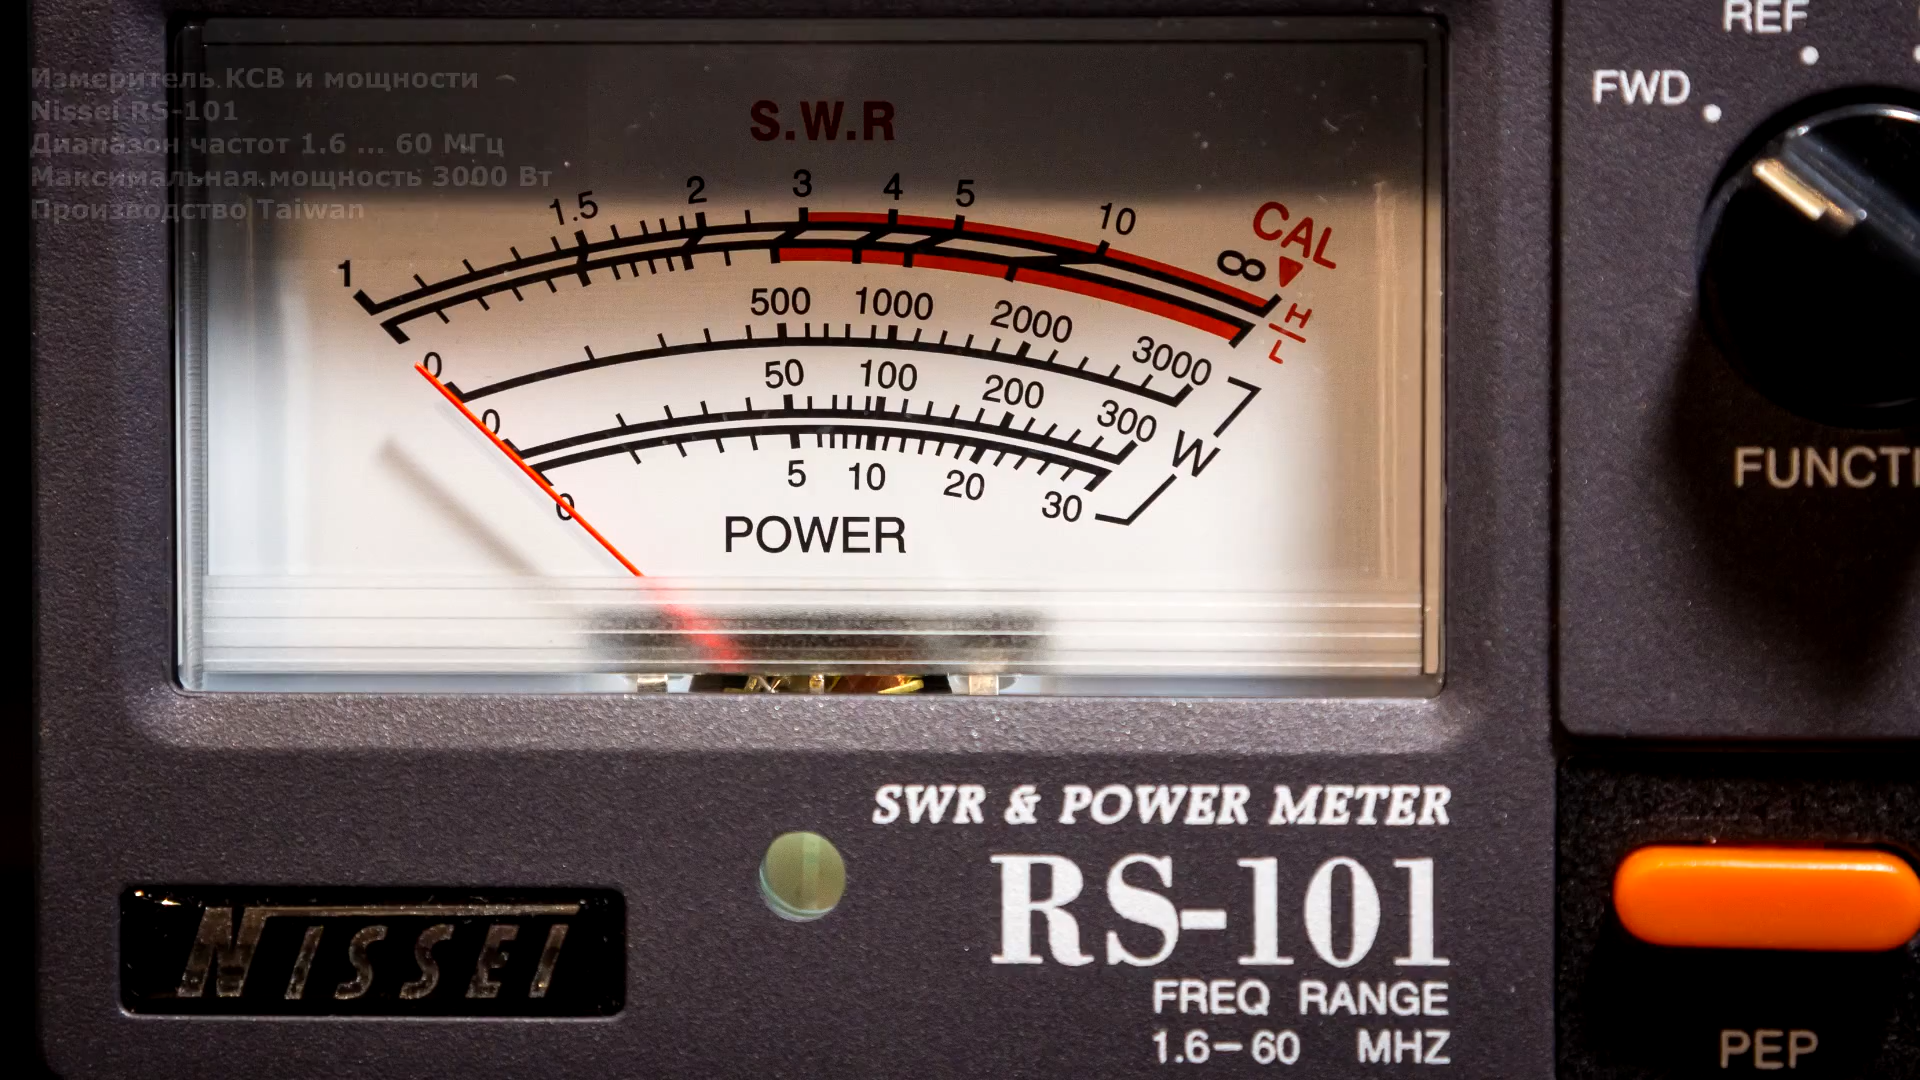 Измеритель КСВ и мощности
Nissei RS-101
Диапазон частот 1.6 ... 60 МГц
Максимальная мощность 3000 Вт
Производство Taiwan
S.W.R
1 1.5 2 3 4 5 10 ∞ CAL
H
L
0 500 1000 2000 3000
0 50 100 200 300
W
0 5 10 20 30
POWER
REF
FWD
FUNCTI
SWR & POWER METER
RS-101
FREQ RANGE
1.6-60 MHZ
NISSEI
PEP